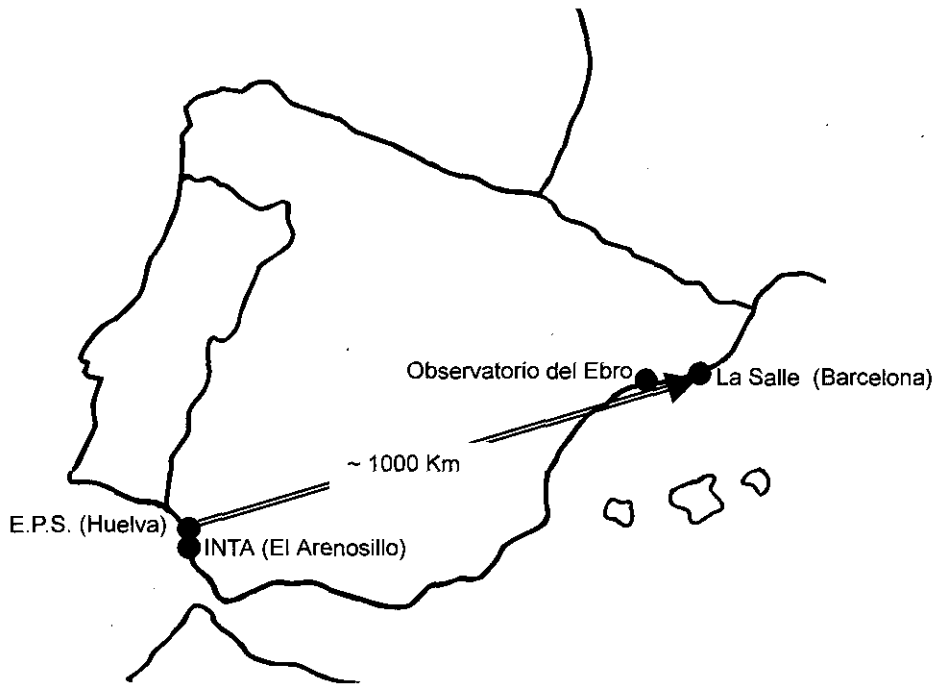 Observatorio del Ebro
La Salle (Barcelona)
~ 1000 Km
E.P.S. (Huelva)
INTA (El Arenosillo)